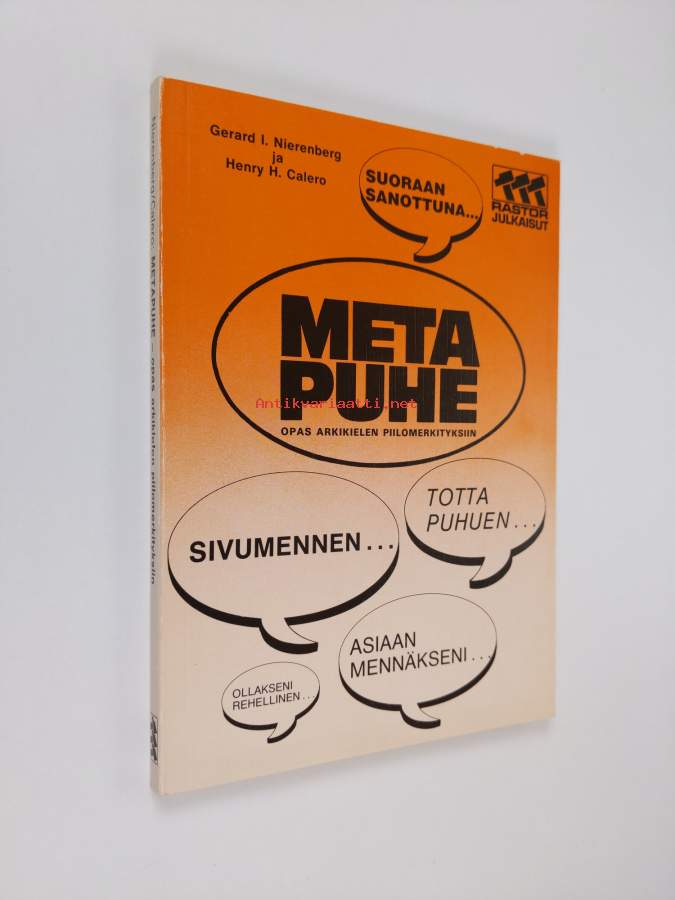 Gerard I. Nierenberg
ja
Henry H. Calero
SUORAAN
SANOTTUNA...
RASTOR
JULKAISUT
META
PUHE
Antikvariaatti.net
OPAS ARKIKIELEN PIILOMERKITYKSIIN
TOTTA
PUHUEN...
SIVUMENNEN...
ASIAAN
MENNÄKSENI...
OLLAKSENI
REHELLINEN...
Nierenberg/Calero: METAPUHE – opas arkikielen piilomerkityksiin